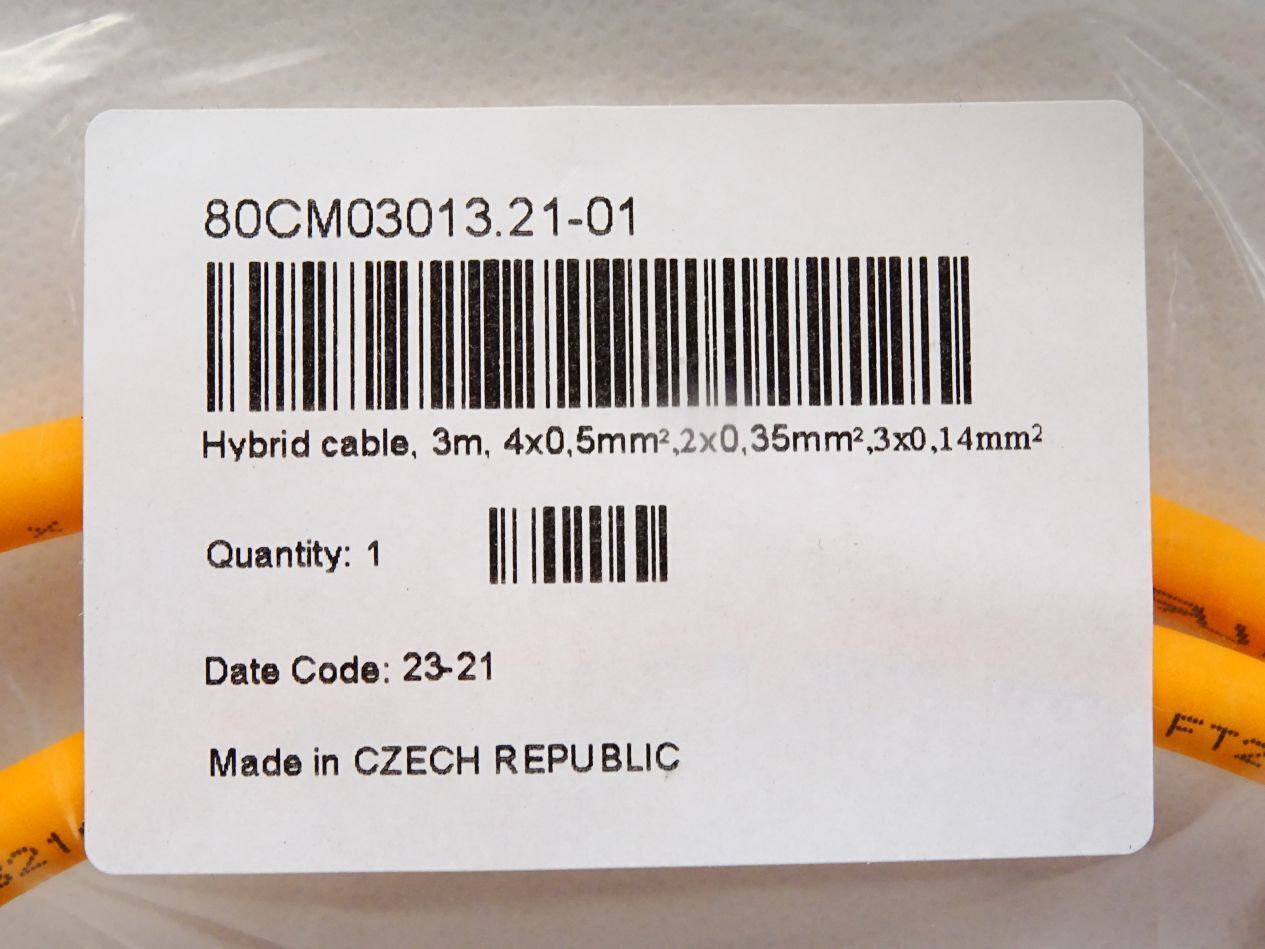 80CM03013.21-01
Hybrid cable, 3m, 4x0,5mm²,2x0,35mm²,3x0,14mm²
Quantity: 1
Date Code: 23-21
Made in CZECH REPUBLIC
FT2